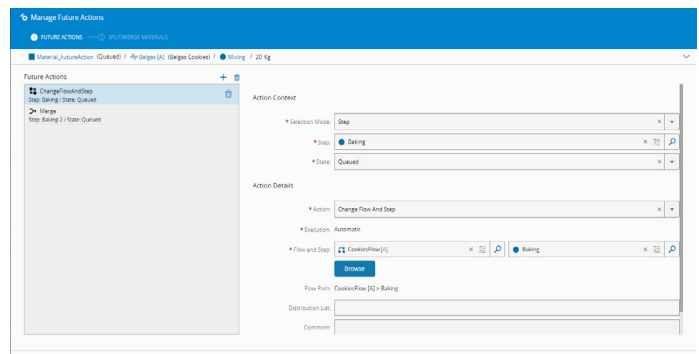 Manage Future Actions
1 FUTURE ACTIONS 2 SPLIT/MERGE MATERIALS
Material_FutureAction (Queued) / Belgas [A] (Belgas Cookies) / Mixing / 20 Kg
Future Actions
ChangeFlowAndStep
Step: Baking / State: Queued
Merge
Step: Baking 2 / State: Queued
Action Context
* Selection Mode: Step
* Step: Baking
* State: Queued
Action Details
* Action: Change Flow And Step
* Execution: Automatic
* Flow and Step: CookiesFlow [A] Baking
Browse
Flow Path: CookiesFlow [A] > Baking
Distribution List:
Comment: